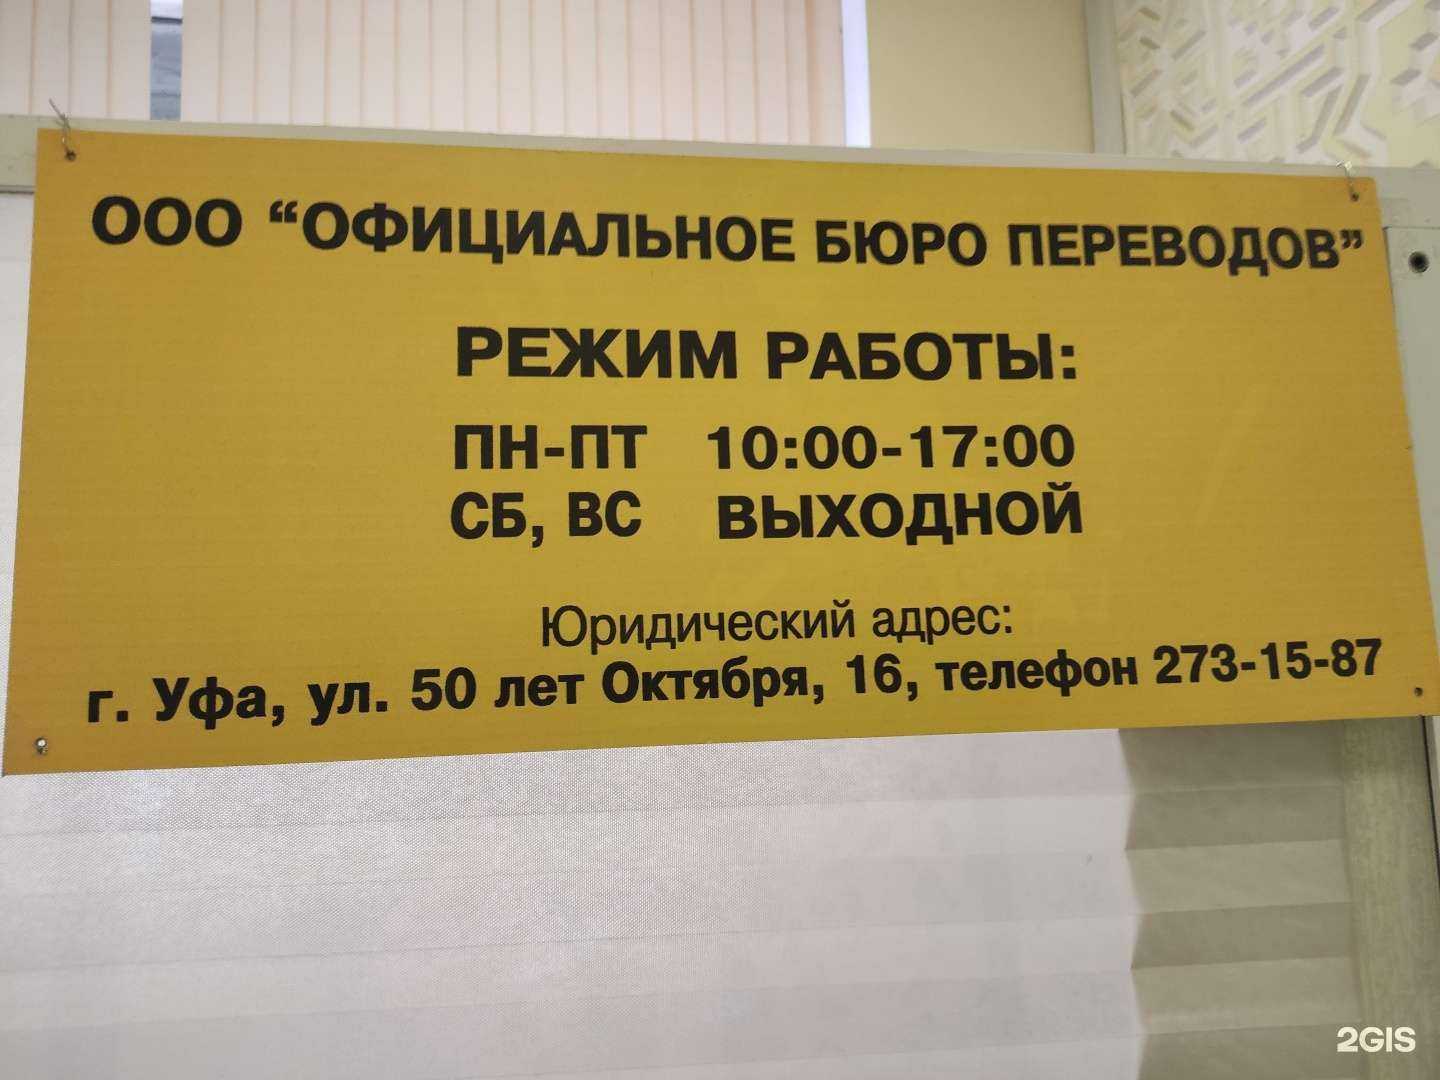 ООО “ОФИЦИАЛЬНОЕ БЮРО ПЕРЕВОДОВ”
РЕЖИМ РАБОТЫ:
ПН-ПТ 10:00-17:00
СБ, ВС ВЫХОДНОЙ
Юридический адрес:
г. Уфа, ул. 50 лет Октября, 16, телефон 273-15-87
2GIS